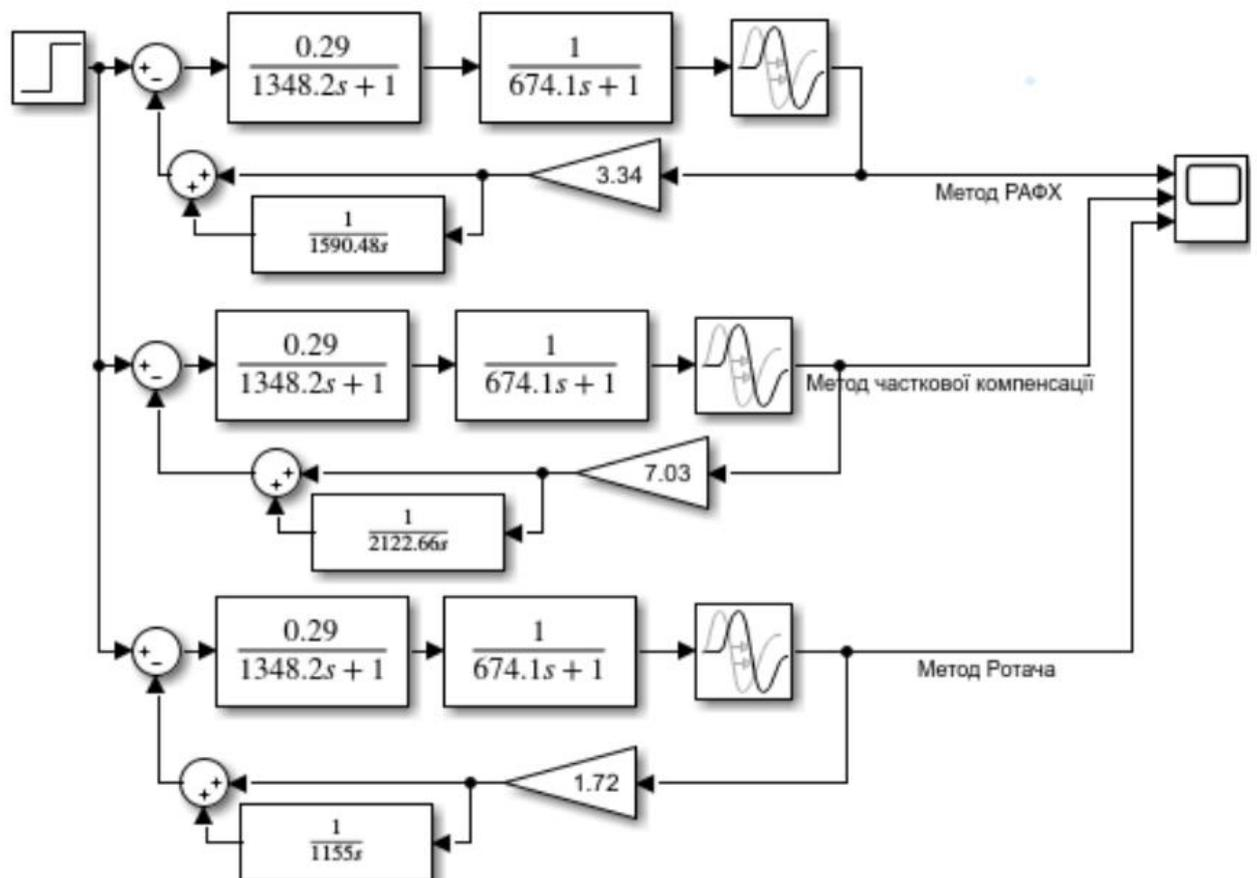 +
−
0.29
1348.2s + 1
1
674.1s + 1
+
+
3.34
Метод РАФХ
1
1590.48s
+
−
0.29
1348.2s + 1
1
674.1s + 1
Метод часткової компенсації
+
+
7.03
1
2122.66s
+
−
0.29
1348.2s + 1
1
674.1s + 1
Метод Ротача
+
+
1.72
1
1155s